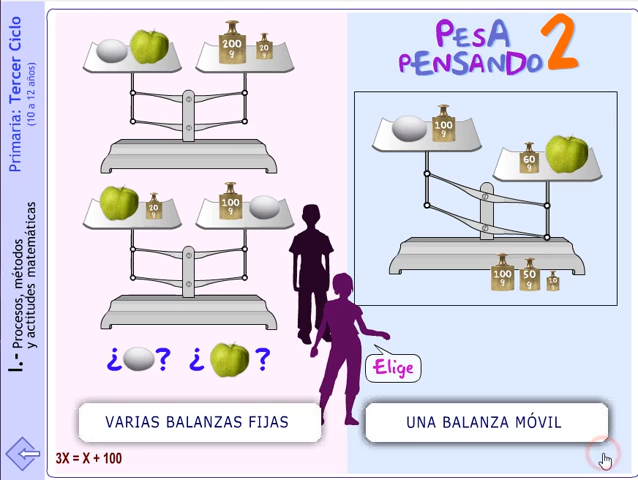 Primaria: Tercer Ciclo
(10 a 12 años)
I.- Procesos, métodos
y actitudes matemáticas
200
g
20
g
20
g
100
g
¿ ? ¿ ?
VARIAS BALANZAS FIJAS
3X = X + 100
PESA
PENSANDO 2
100
g
60
g
100
g
50
g
10
g
Elige
UNA BALANZA MÓVIL